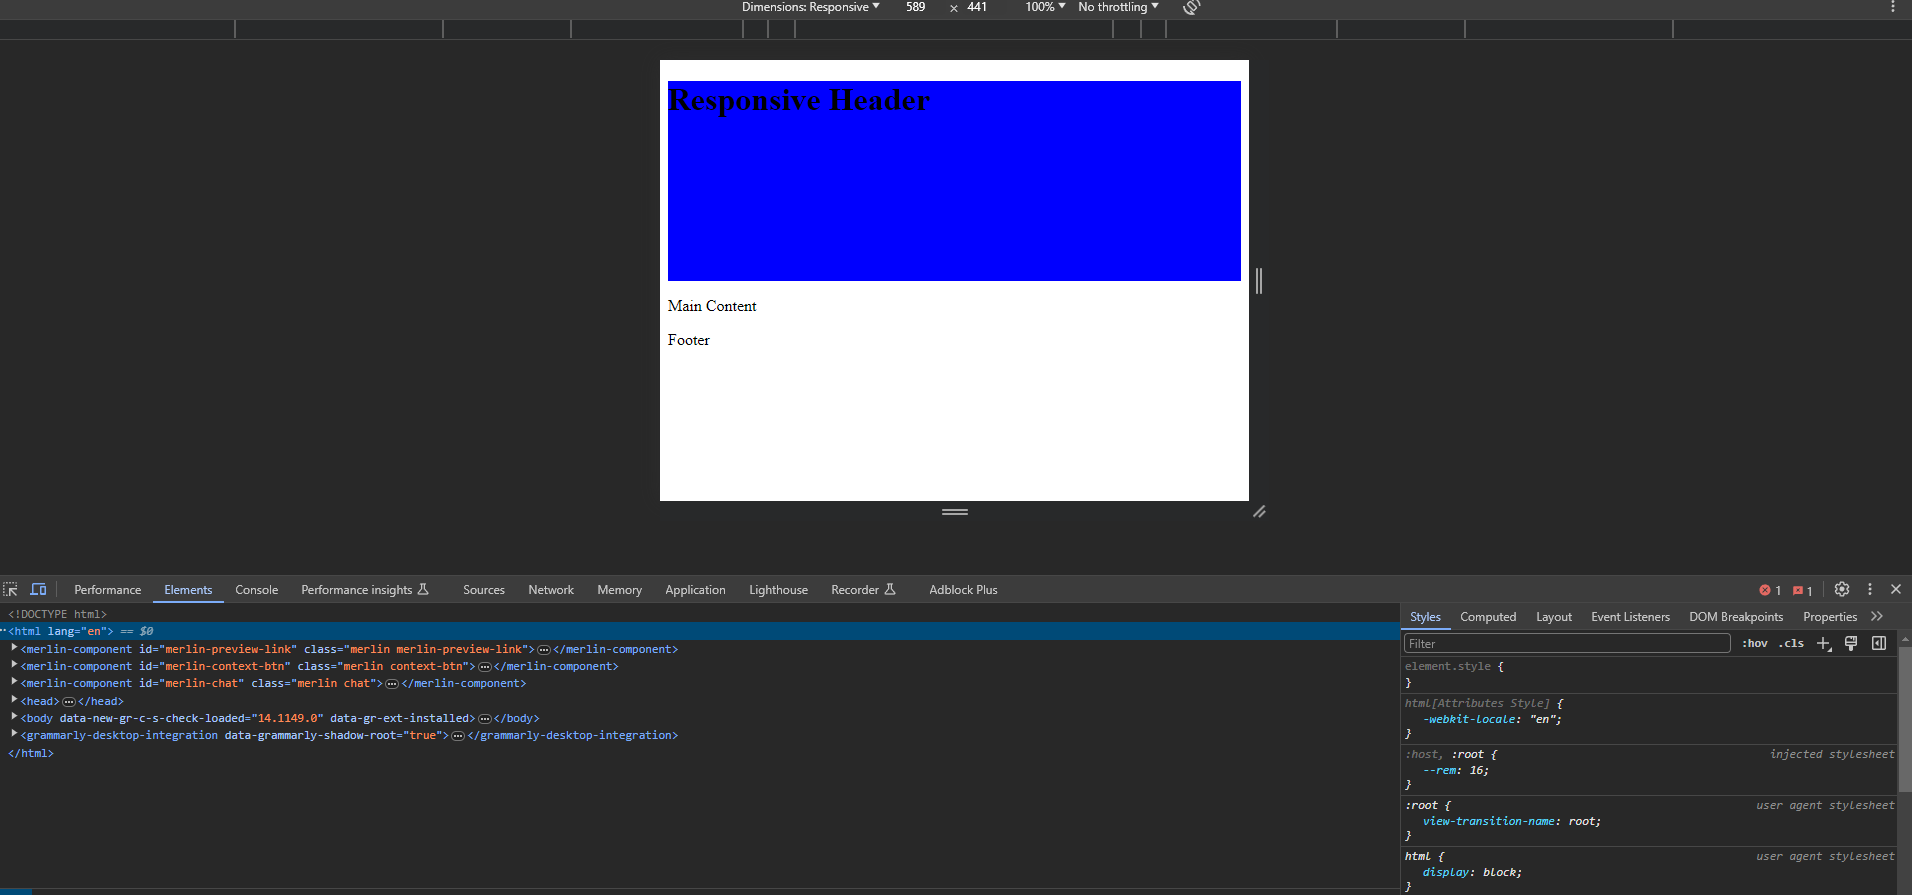 Dimensions: Responsive 589 × 441 100% No throttling
Responsive Header
Main Content
Footer
Performance Elements Console Performance insights Sources Network Memory Application Lighthouse Recorder Adblock Plus 1 1
<!DOCTYPE html>
<html lang="en"> == $0
<merlin-component id="merlin-preview-link" class="merlin merlin-preview-link">…</merlin-component>
<merlin-component id="merlin-context-btn" class="merlin context-btn">…</merlin-component>
<merlin-component id="merlin-chat" class="merlin chat">…</merlin-component>
<head>…</head>
<body data-new-gr-c-s-check-loaded="14.1149.0" data-gr-ext-installed>…</body>
<grammarly-desktop-integration data-grammarly-shadow-root="true">…</grammarly-desktop-integration>
</html>
Styles Computed Layout Event Listeners DOM Breakpoints Properties
Filter :hov .cls
element.style {
}
html[Attributes Style] {
-webkit-locale: "en";
}
:host, :root { injected stylesheet
--rem: 16;
}
:root { user agent stylesheet
view-transition-name: root;
}
html { user agent stylesheet
display: block;
}